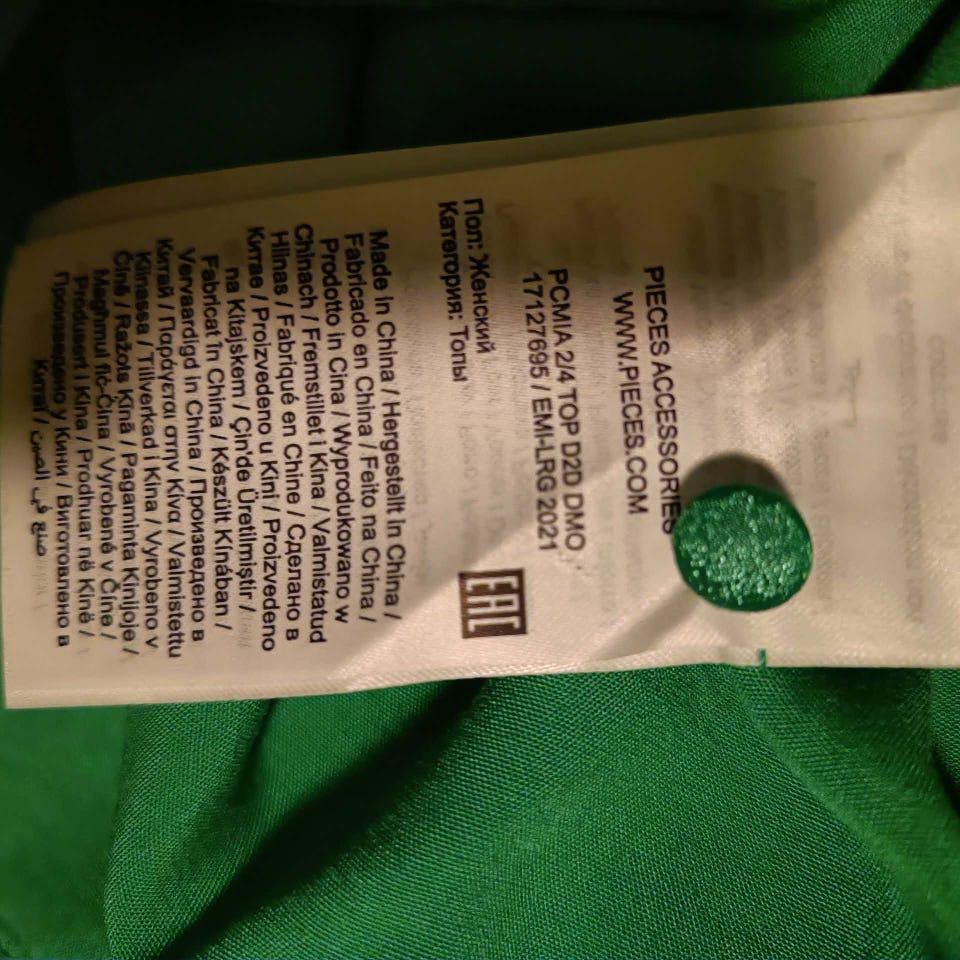 PIECES ACCESSORIES
WWW.PIECES.COM
PCMIA 2/4 TOP D2D DMO
17127695 / EMI-LRG 2021
Пол: Женский
Категория: Топы
EAC
Made in China / Hergestellt in China /
Fabricado en China / Feito na China /
Prodotto in Cina / Wyprodukowano w
Chinach / Fremstillet i Kina / Valmistatud
Hiinas / Fabriqué en Chine / Сделано в
Китае / Proizvedeno u Kini / Proizvedeno
na Kitajskem / Çin'de Üretilmiştir /
Fabricat în China / Készült Kínában /
Vervaardigd in China / Произведено в
Китай / Παράγεται στην Κίνα / Valmistettu
Kiinassa / Tillverkad i Kina / Vyrobeno v
Číně / Ražots Ķīnā / Pagaminta Kinijoje /
Magħmul fiċ-Ċina / Vyrobené v Číne /
Produsert i Kina / Prodhuar në Kinë /
Произведено у Кини / Виготовлено в
Китаї / صنع في الصين